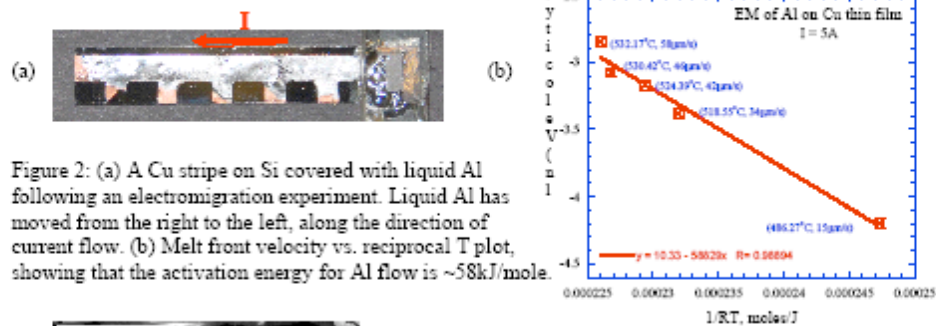 I
(a)
(b)
Figure 2: (a) A Cu stripe on Si covered with liquid Al
following an electromigration experiment. Liquid Al has
moved from the right to the left, along the direction of
current flow. (b) Melt front velocity vs. reciprocal T plot,
showing that the activation energy for Al flow is ~58kJ/mole.
EM of Al on Cu thin film
I = 5A
(532.17°C, 58μm/s)
(530.42°C, 46μm/s)
(524.39°C, 42μm/s)
(518.55°C, 34μm/s)
(486.27°C, 15μm/s)
y = 10.33 - 58829x R= 0.98894
ln(Velocity
-3
-3.5
-4
-4.5
0.000225 0.00023 0.000235 0.00024 0.000245 0.00025
1/RT, moles/J